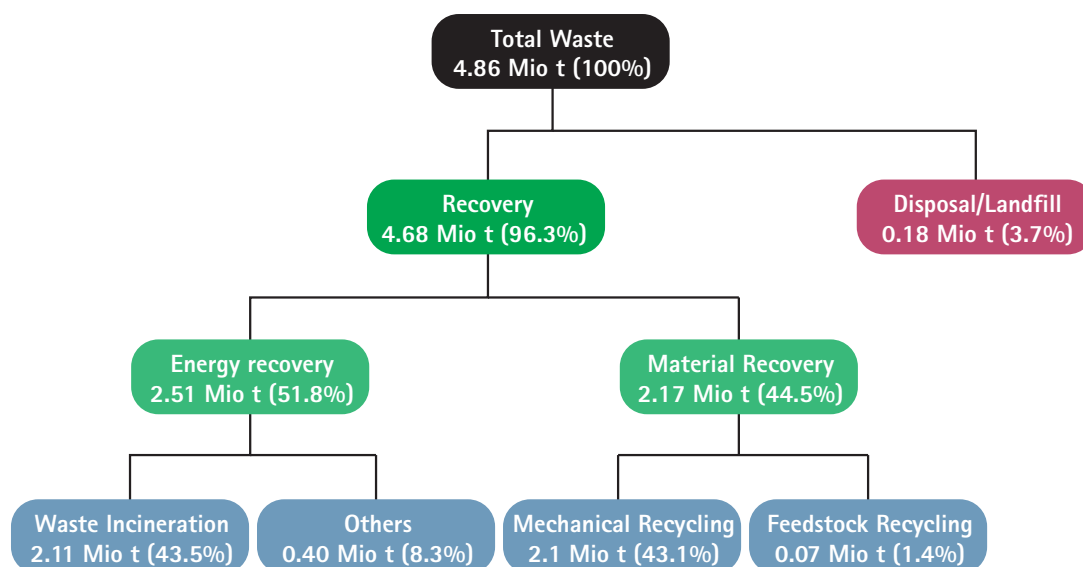 Total Waste
4.86 Mio t (100%)
Recovery
4.68 Mio t (96.3%)
Disposal/Landfill
0.18 Mio t (3.7%)
Energy recovery
2.51 Mio t (51.8%)
Material Recovery
2.17 Mio t (44.5%)
Waste Incineration
2.11 Mio t (43.5%)
Others
0.40 Mio t (8.3%)
Mechanical Recycling
2.1 Mio t (43.1%)
Feedstock Recycling
0.07 Mio t (1.4%)